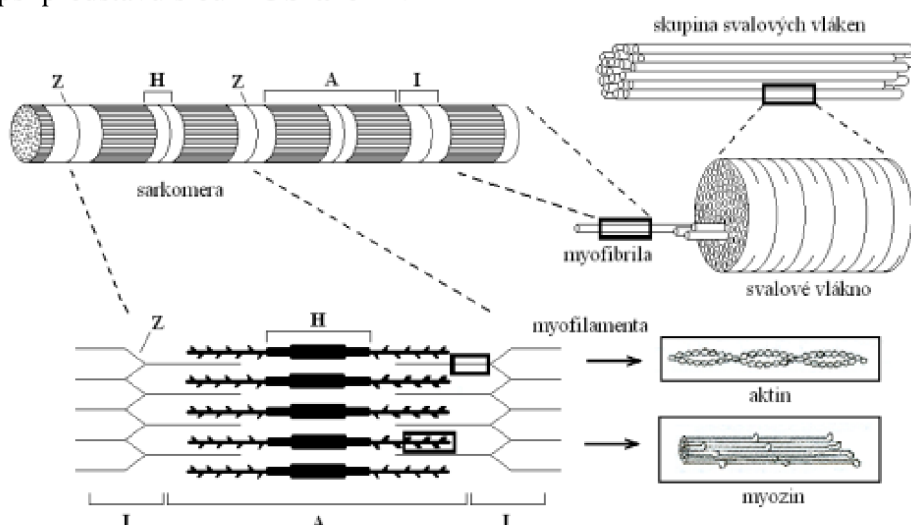 skupina svalových vláken
Z H Z A I
sarkomera
myofibrila
svalové vlákno
Z H
myofilamenta
aktin
myozin
I A I